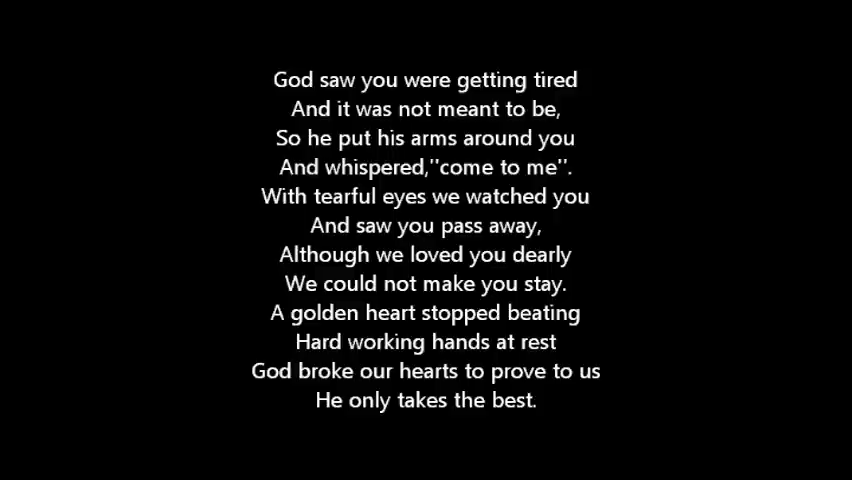 God saw you were getting tired
And it was not meant to be,
So he put his arms around you
And whispered,''come to me''.
With tearful eyes we watched you
And saw you pass away,
Although we loved you dearly
We could not make you stay.
A golden heart stopped beating
Hard working hands at rest
God broke our hearts to prove to us
He only takes the best.